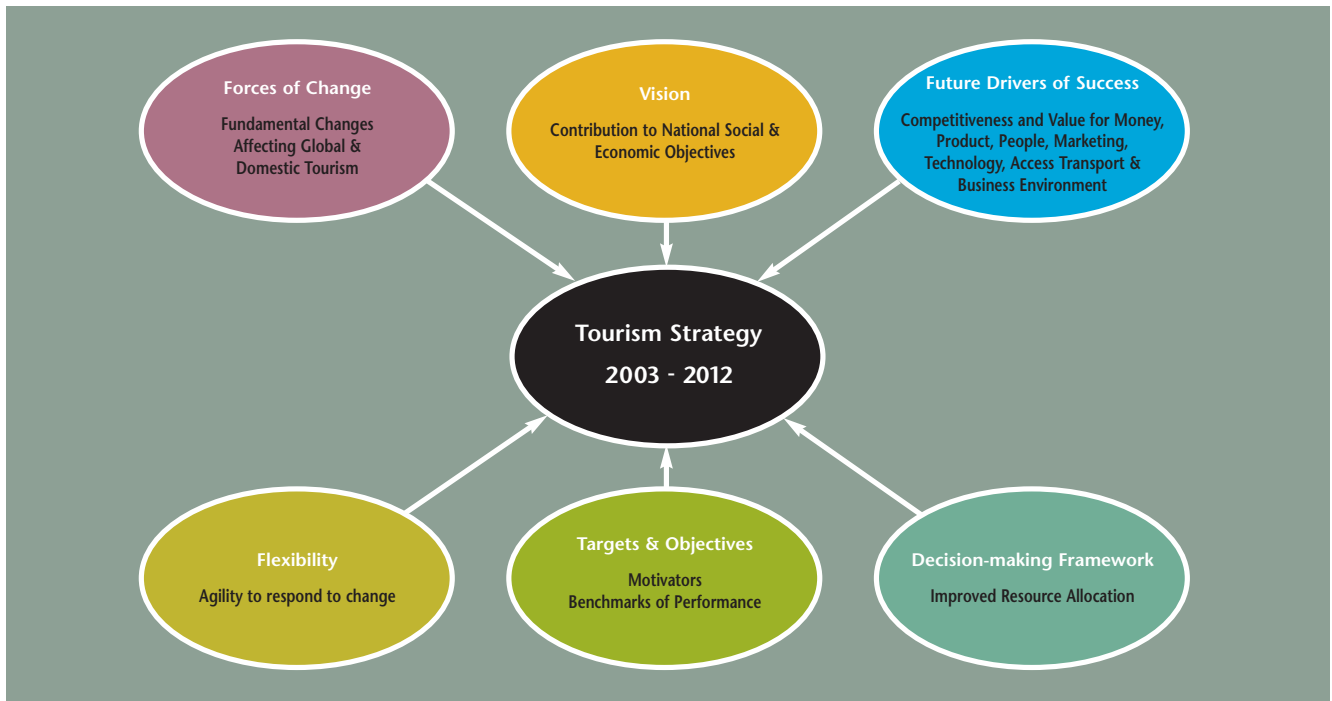 Forces of Change
Fundamental Changes
Affecting Global &
Domestic Tourism
Vision
Contribution to National Social &
Economic Objectives
Future Drivers of Success
Competitiveness and Value for Money,
Product, People, Marketing,
Technology, Access Transport &
Business Environment
Tourism Strategy
2003 - 2012
Flexibility
Agility to respond to change
Targets & Objectives
Motivators
Benchmarks of Performance
Decision-making Framework
Improved Resource Allocation